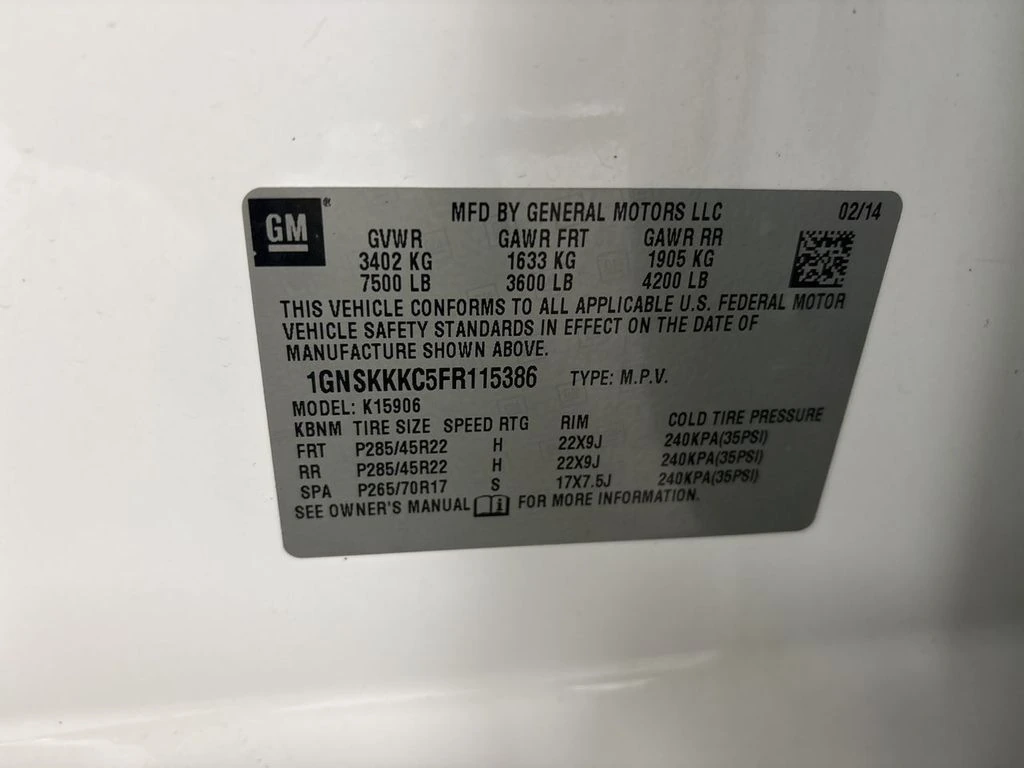 GM ®
MFD BY GENERAL MOTORS LLC 02/14
GVWR GAWR FRT GAWR RR
3402 KG 1633 KG 1905 KG
7500 LB 3600 LB 4200 LB
THIS VEHICLE CONFORMS TO ALL APPLICABLE U.S. FEDERAL MOTOR
VEHICLE SAFETY STANDARDS IN EFFECT ON THE DATE OF
MANUFACTURE SHOWN ABOVE.
1GNSKKKC5FR115386 TYPE: M.P.V.
MODEL: K15906
KBNM TIRE SIZE SPEED RTG RIM COLD TIRE PRESSURE
FRT P285/45R22 H 22X9J 240KPA(35PSI)
RR P285/45R22 H 22X9J 240KPA(35PSI)
SPA P265/70R17 S 17X7.5J 240KPA(35PSI)
SEE OWNER'S MANUAL FOR MORE INFORMATION.